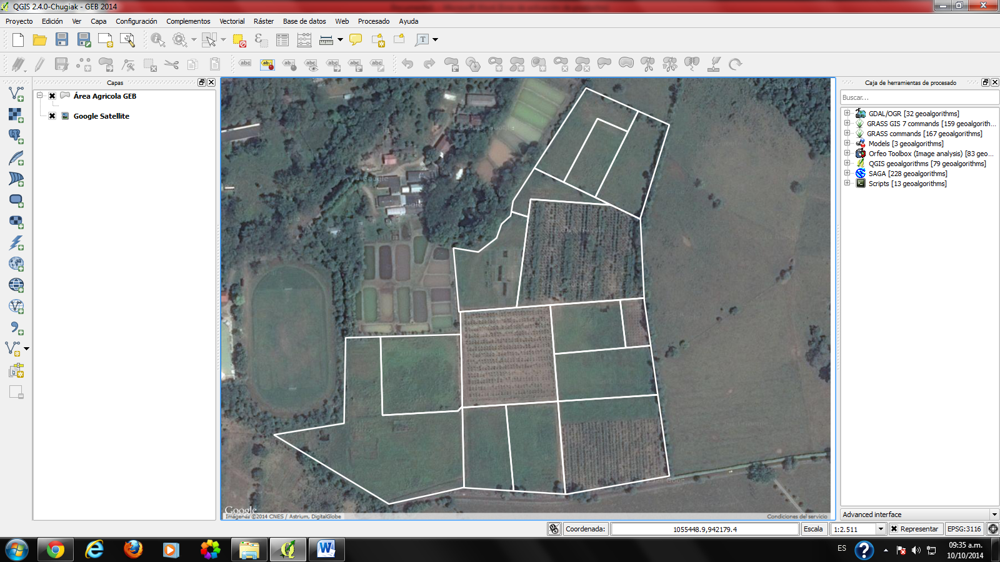 QGIS 2.4.0-Chugiak - GEB 2014
Proyecto Edición Ver Capa Configuración Complementos Vectorial Ráster Base de datos Web Procesado Ayuda
Capas
Área Agricola GEB
Google Satellite
Caja de herramientas de procesado
Buscar...
GDAL/OGR [32 geoalgorithms]
GRASS GIS 7 commands [159 geoalgorith...
GRASS commands [167 geoalgorithms]
Models [3 geoalgorithms]
Orfeo Toolbox (Image analysis) [83 geo...
QGIS geoalgorithms [79 geoalgorithms]
SAGA [228 geoalgorithms]
Scripts [13 geoalgorithms]
Google
Imágenes ©2014 CNES / Astrium, DigitalGlobe
Condiciones del servicio
Advanced interface
Coordenada: 1055448.9,942179.4 Escala 1:2.511 Representar EPSG:3116
ES
09:35 a.m.
10/10/2014